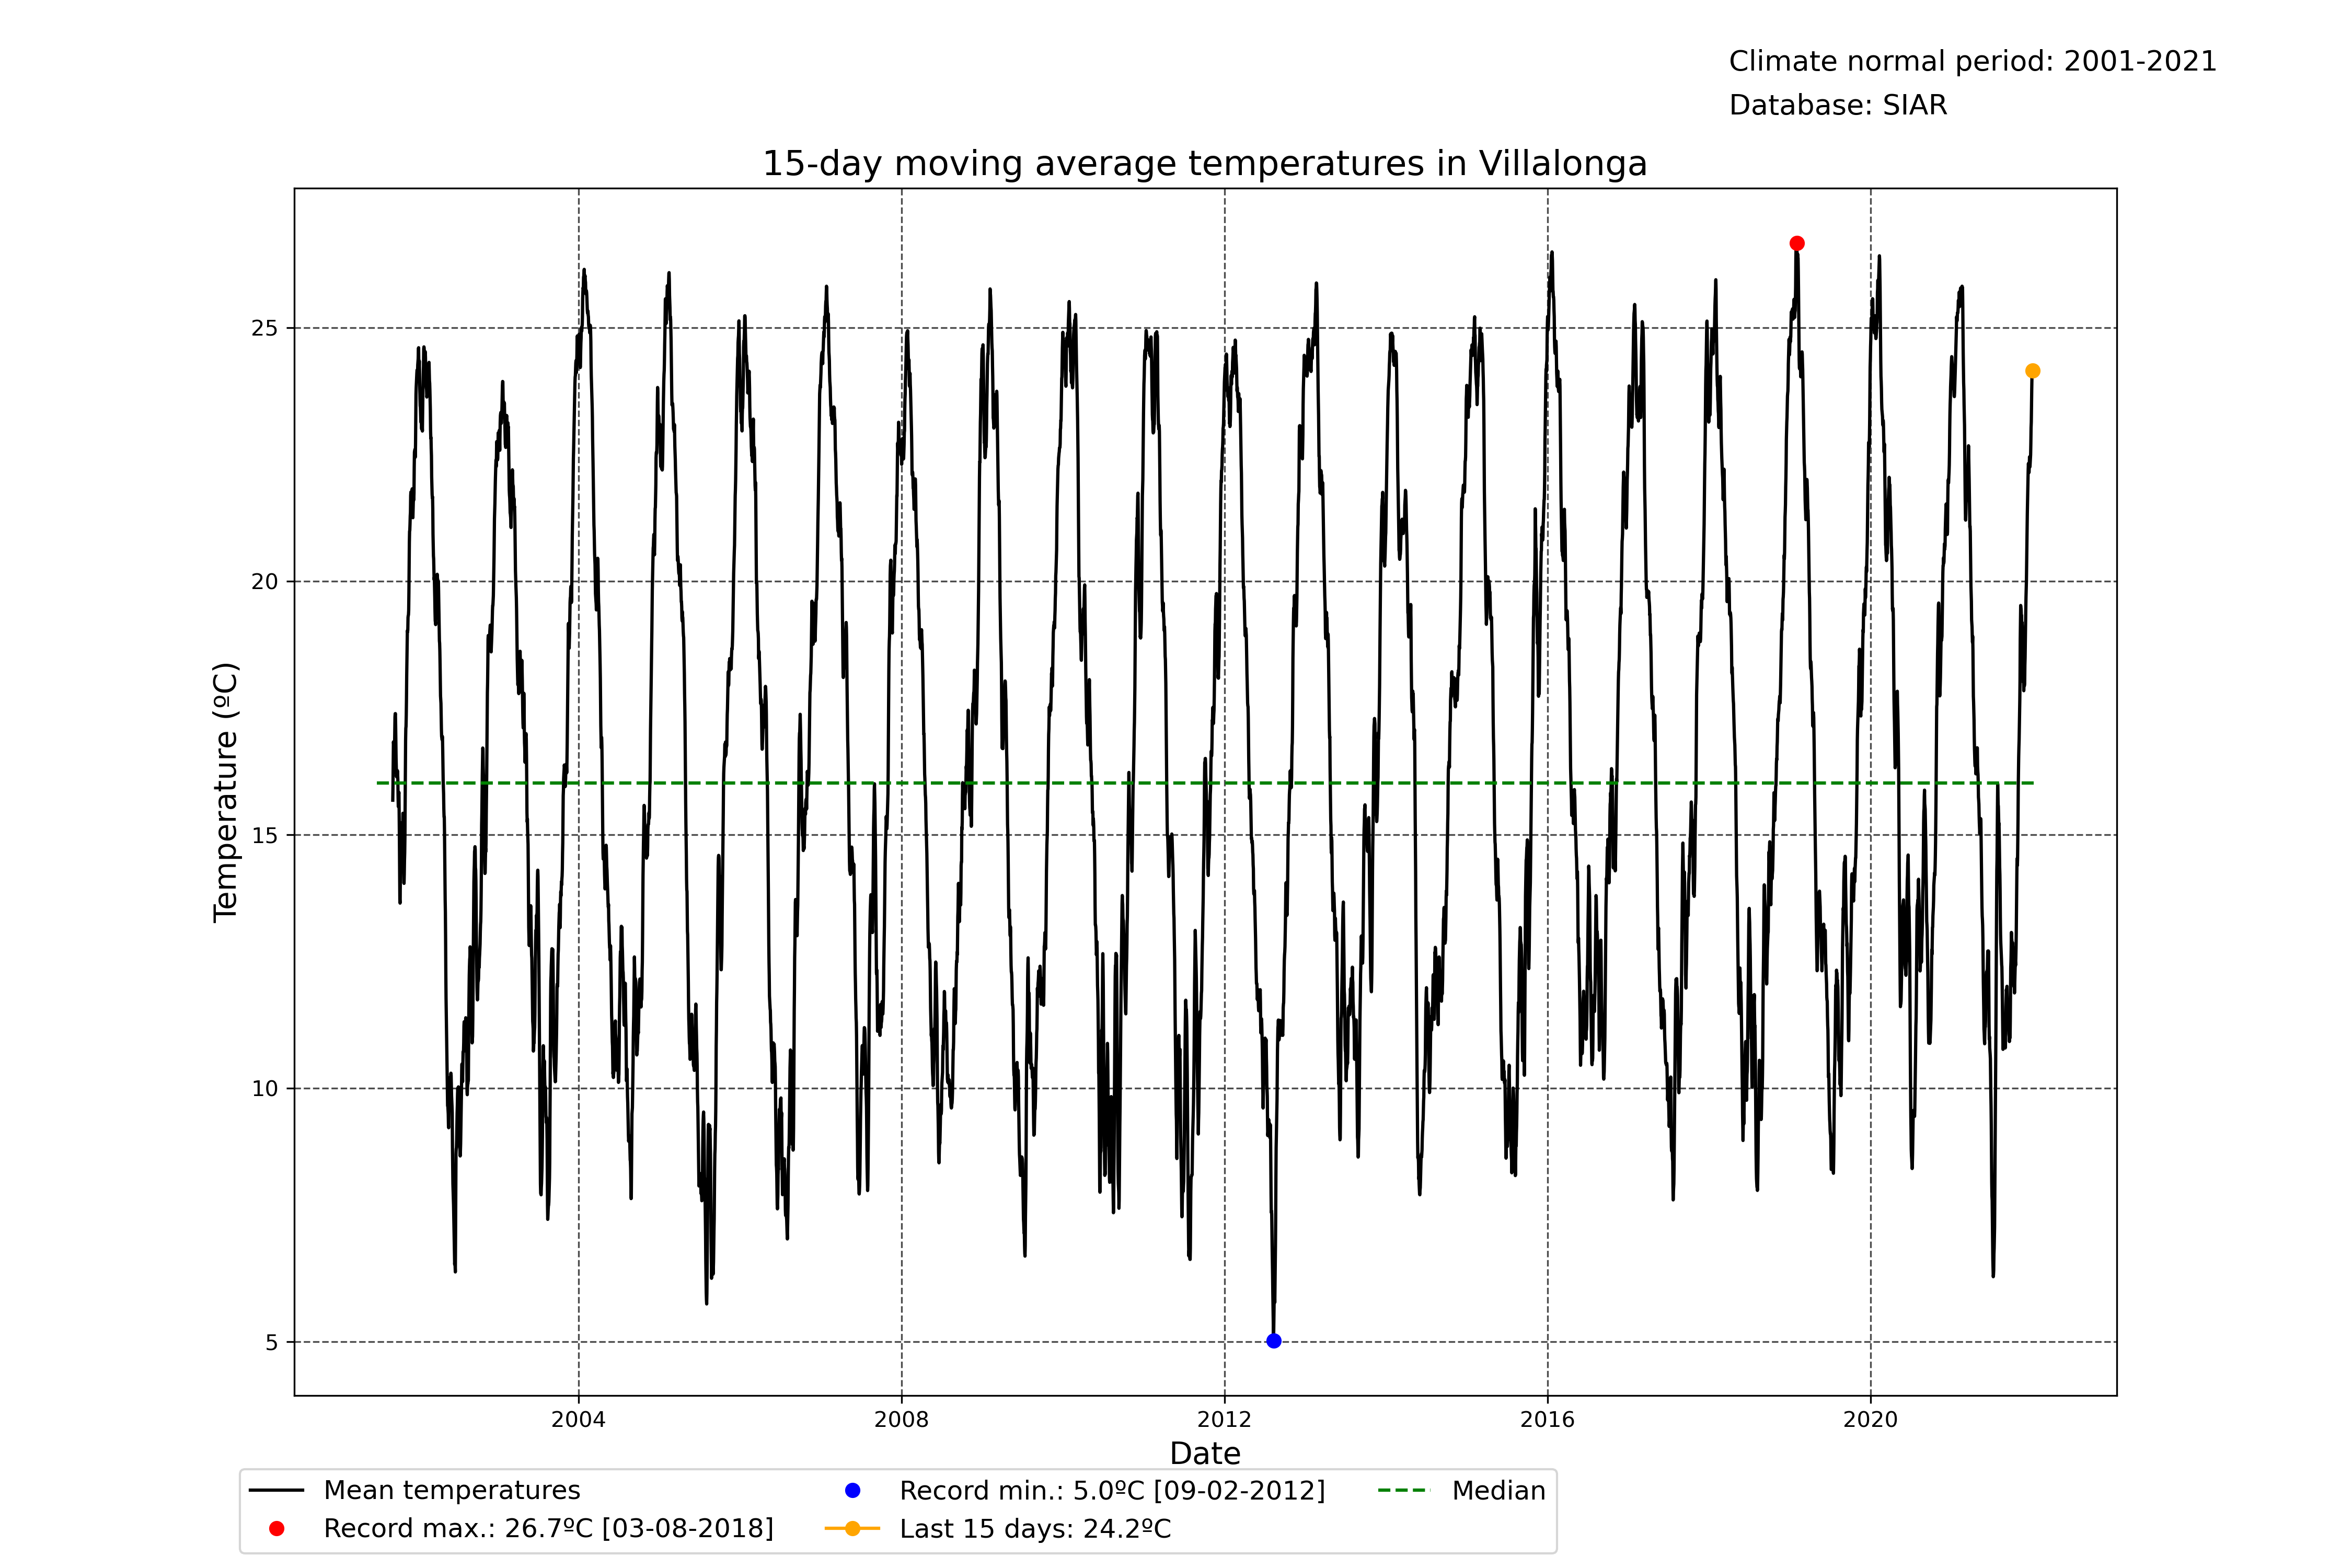 Climate normal period: 2001-2021
Database: SIAR
15-day moving average temperatures in Villalonga
25
20
15
10
5
Temperature (ºC)
2004 2008 2012 2016 2020
Date
Mean temperatures
Record max.: 26.7ºC [03-08-2018]
Record min.: 5.0ºC [09-02-2012]
Last 15 days: 24.2ºC
Median